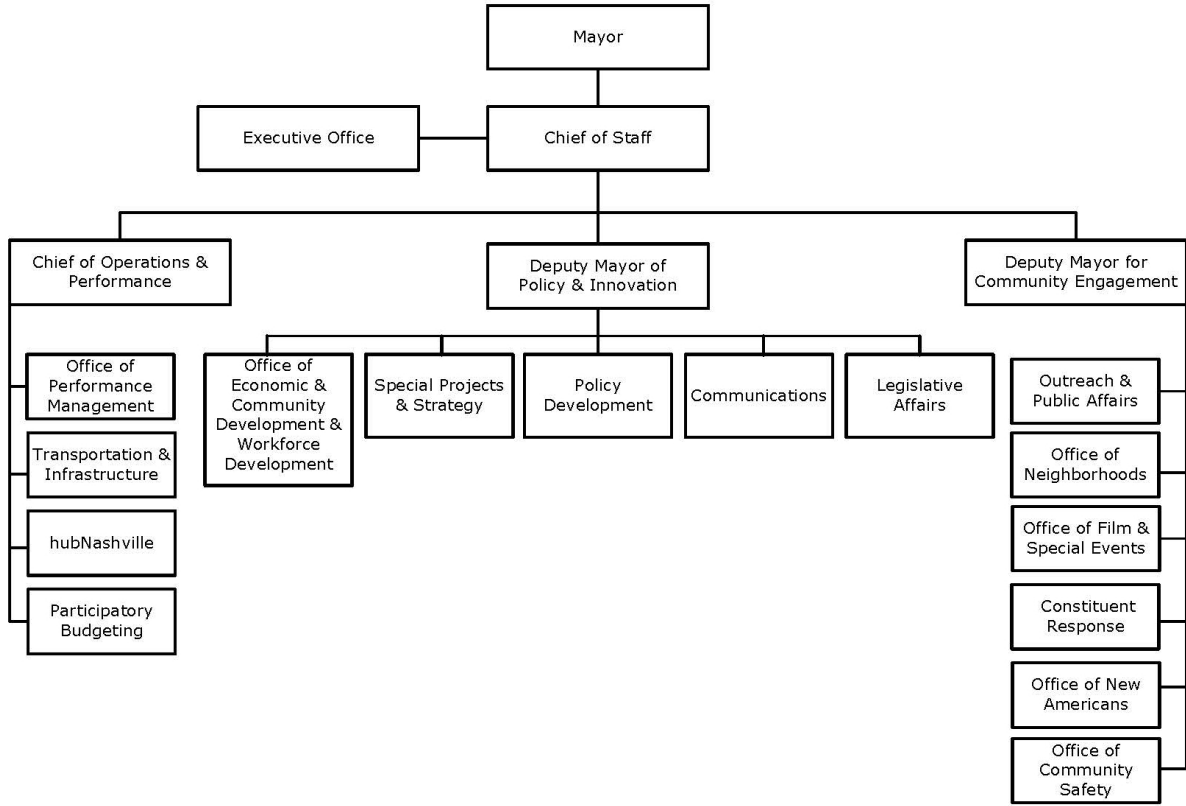 Mayor
Executive Office
Chief of Staff
Chief of Operations &
Performance
Deputy Mayor of
Policy & Innovation
Deputy Mayor for
Community Engagement
Office of
Performance
Management
Transportation &
Infrastructure
hubNashville
Participatory
Budgeting
Office of
Economic &
Community
Development &
Workforce
Development
Special Projects
& Strategy
Policy
Development
Communications
Legislative
Affairs
Outreach &
Public Affairs
Office of
Neighborhoods
Office of Film &
Special Events
Constituent
Response
Office of New
Americans
Office of
Community
Safety